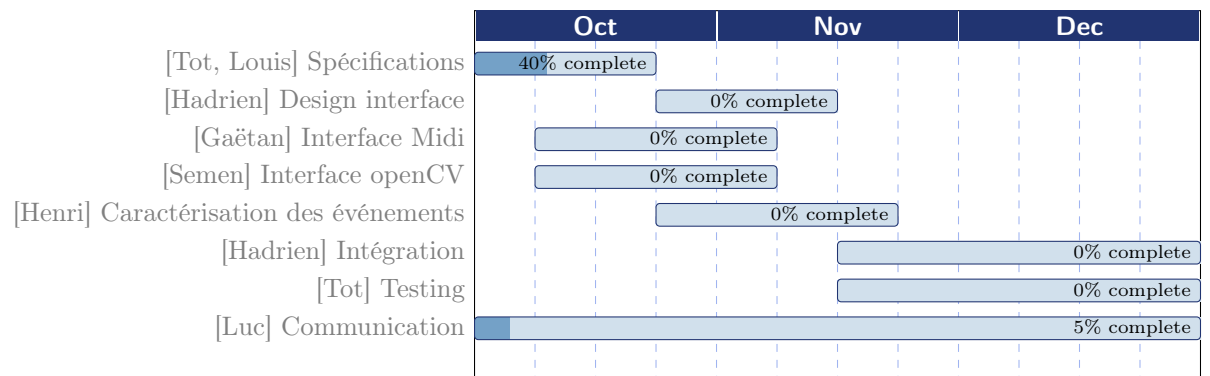 Oct Nov Dec
[Tot, Louis] Spécifications 40% complete
[Hadrien] Design interface 0% complete
[Gaëtan] Interface Midi 0% complete
[Semen] Interface openCV 0% complete
[Henri] Caractérisation des événements 0% complete
[Hadrien] Intégration 0% complete
[Tot] Testing 0% complete
[Luc] Communication 5% complete